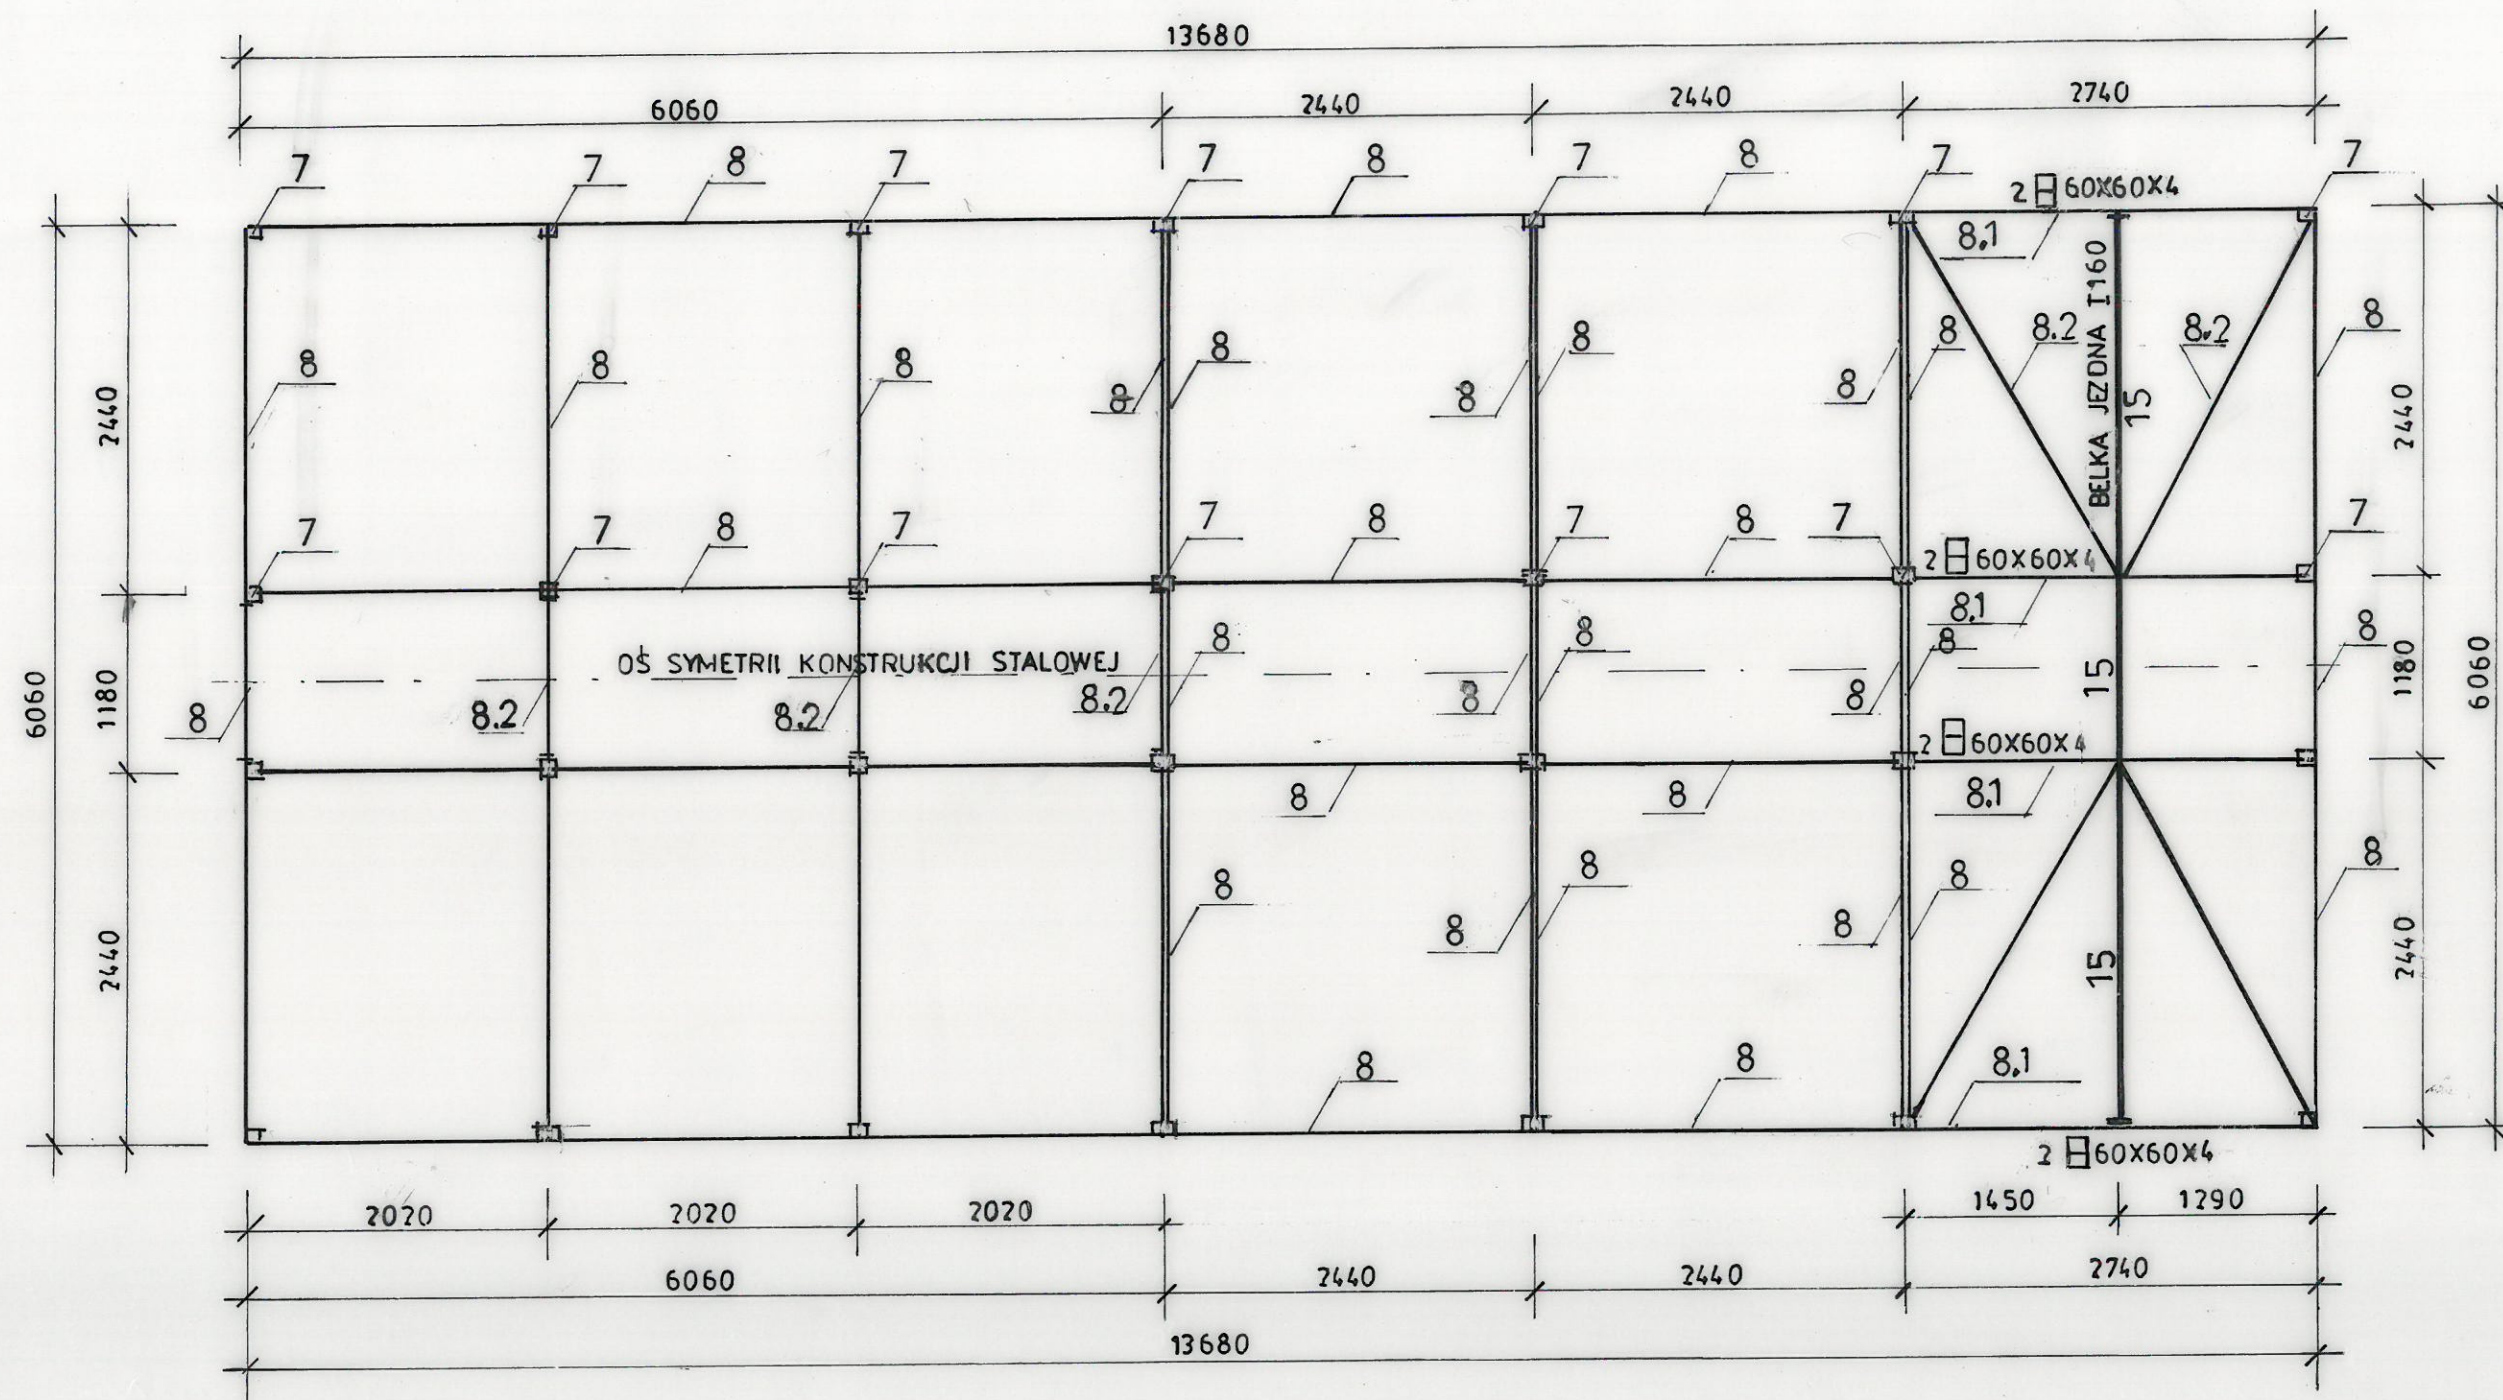 13680
6060 2440 2440 2740
7 7 8 7 7 8 7 8 7 7
2 60X60X4
8,1
BELKA JEZDNA I160
15
8 8 8 8 8 8 8 8 8 8.2 8.2 8
2440 2440
7 7 8 7 7 8 7 8 7 7
2 60X60X4
8.1
OŚ SYMETRII KONSTRUKCJI STALOWEJ
6060 1180 1180 6060
8 8.2 8.2 8.2 8 8 8 8 8 8
15
2 60X60X4
8 8 8.1
8 8 8 8 8 8
2440 2440
15
8 8 8,1
2 60X60X4
2020 2020 2020 1450 1290
6060 2440 2440 2740
13680